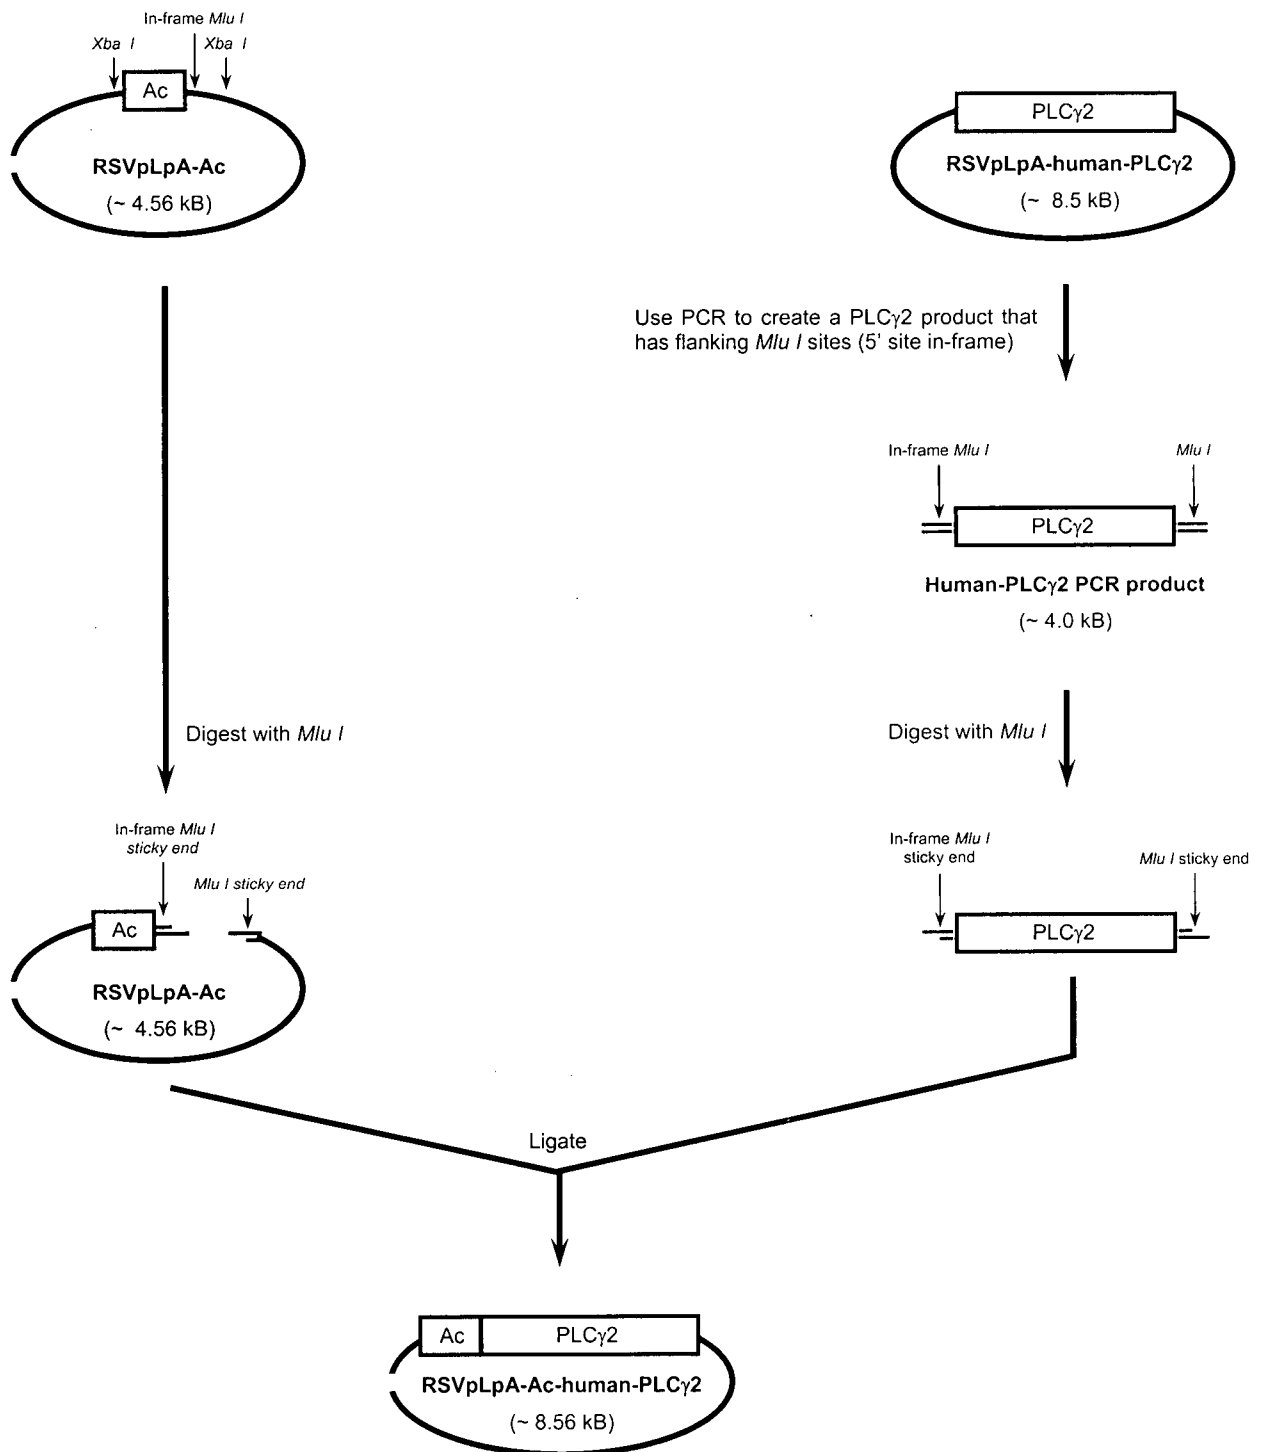 In-frame Mlu I
Xba I
Xba I
Ac
RSVpLpA-Ac
(~ 4.56 kB)
PLCγ2
RSVpLpA-human-PLCγ2
(~ 8.5 kB)
Use PCR to create a PLCγ2 product that
has flanking Mlu I sites (5' site in-frame)
In-frame Mlu I
Mlu I
PLCγ2
Human-PLCγ2 PCR product
(~ 4.0 kB)
Digest with Mlu I
Digest with Mlu I
In-frame Mlu I
sticky end
Mlu I sticky end
Ac
RSVpLpA-Ac
(~ 4.56 kB)
In-frame Mlu I
sticky end
Mlu I sticky end
PLCγ2
Ligate
Ac
PLCγ2
RSVpLpA-Ac-human-PLCγ2
(~ 8.56 kB)